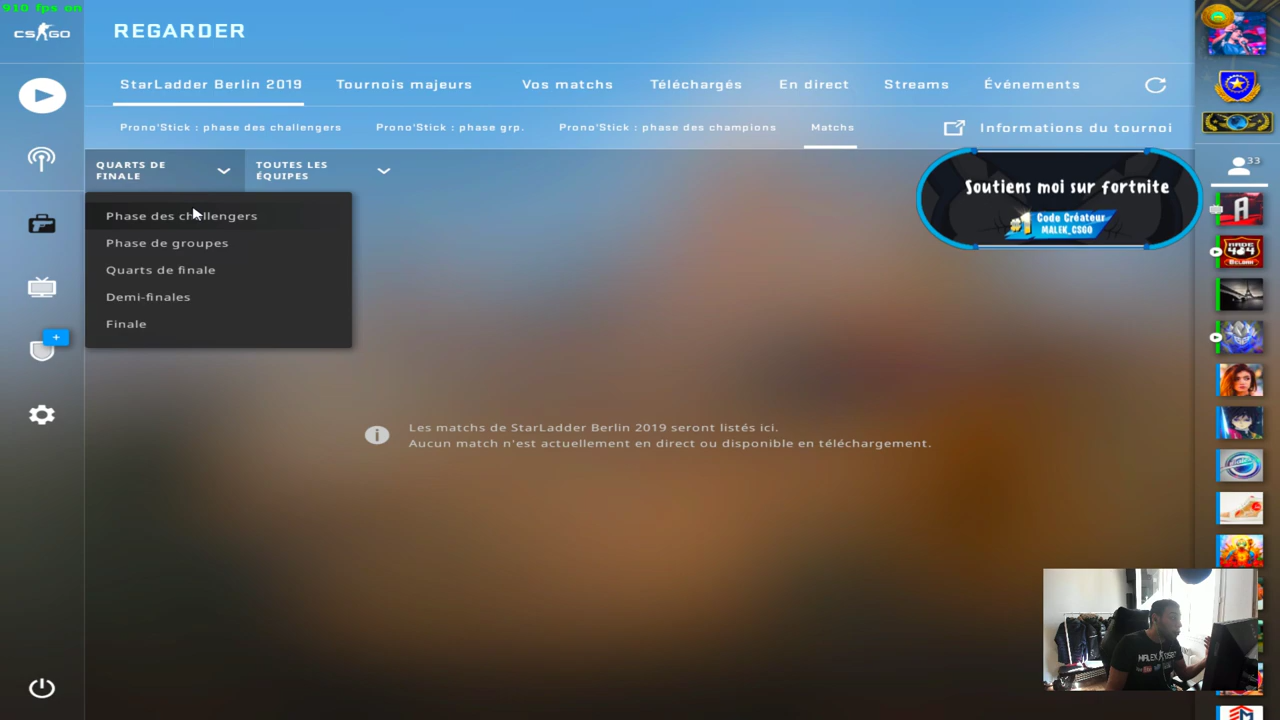 910 fps on
CS:GO
REGARDER
StarLadder Berlin 2019
Tournois majeurs
Vos matchs
Téléchargés
En direct
Streams
Événements
Prono'Stick : phase des challengers
Prono'Stick : phase grp.
Prono'Stick : phase des champions
Matchs
Informations du tournoi
QUARTS DE
FINALE
TOUTES LES
ÉQUIPES
Phase des challengers
Phase de groupes
Quarts de finale
Demi-finales
Finale
Soutiens moi sur fortnite
#1 Code Créateur
MALEK_CSGO
33
+
Les matchs de StarLadder Berlin 2019 seront listés ici.
Aucun match n'est actuellement en direct ou disponible en téléchargement.